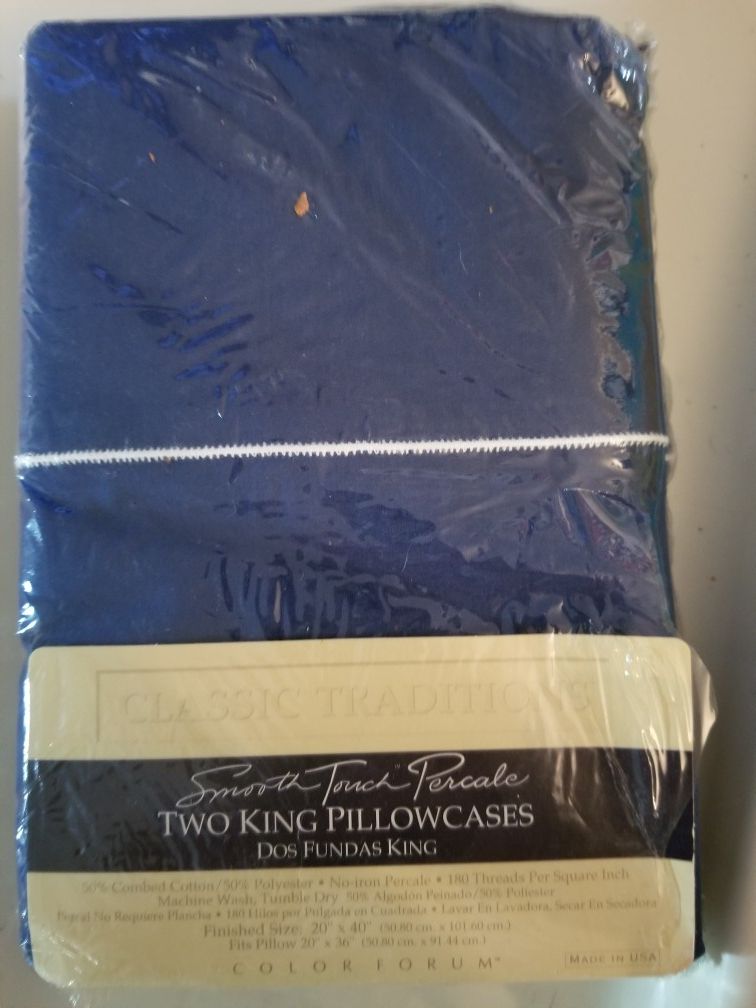 CLASSIC TRADITIONS
Smooth Touch™ Percale
TWO KING PILLOWCASES
DOS FUNDAS KING
50% Combed Cotton/50% Polyester • No-iron Percale • 180 Threads Per Square Inch
Machine Wash, Tumble Dry 50% Algodon Peinado/50% Poliester
Percal No Requiere Plancha • 180 Hilos por Pulgada en Cuadrada • Lavar En Lavadora, Secar En Secadora
Finished Size: 20" x 40" (50.80 cm. x 101.60 cm.)
Fits Pillow 20" x 36" (50.80 cm. x 91.44 cm.)
COLOR FORUM™
MADE IN USA